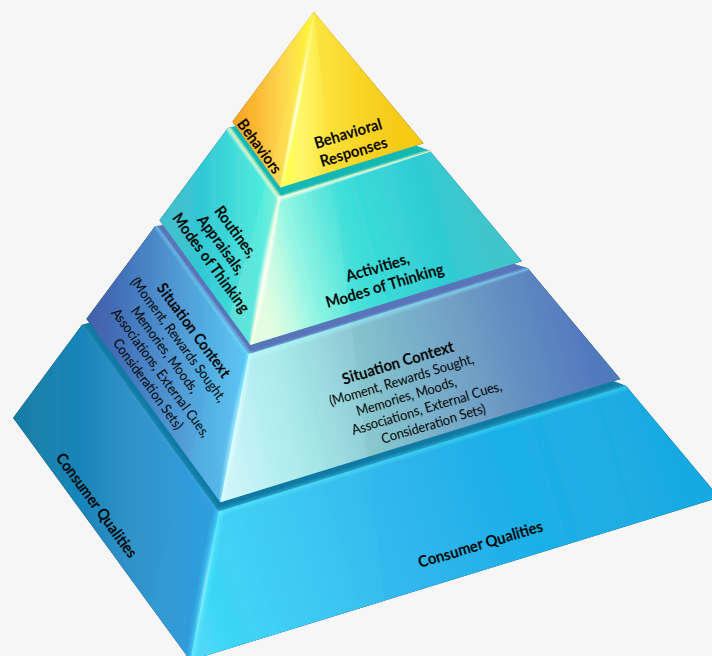 Behaviors
Behavioral
Responses
Routines,
Appraisals,
Modes of Thinking
Activities,
Modes of Thinking
Situation Context
(Moment, Rewards Sought,
Memories, Moods,
Associations, External Cues,
Consideration Sets)
Situation Context
(Moment, Rewards Sought,
Memories, Moods,
Associations, External Cues,
Consideration Sets)
Consumer Qualities
Consumer Qualities